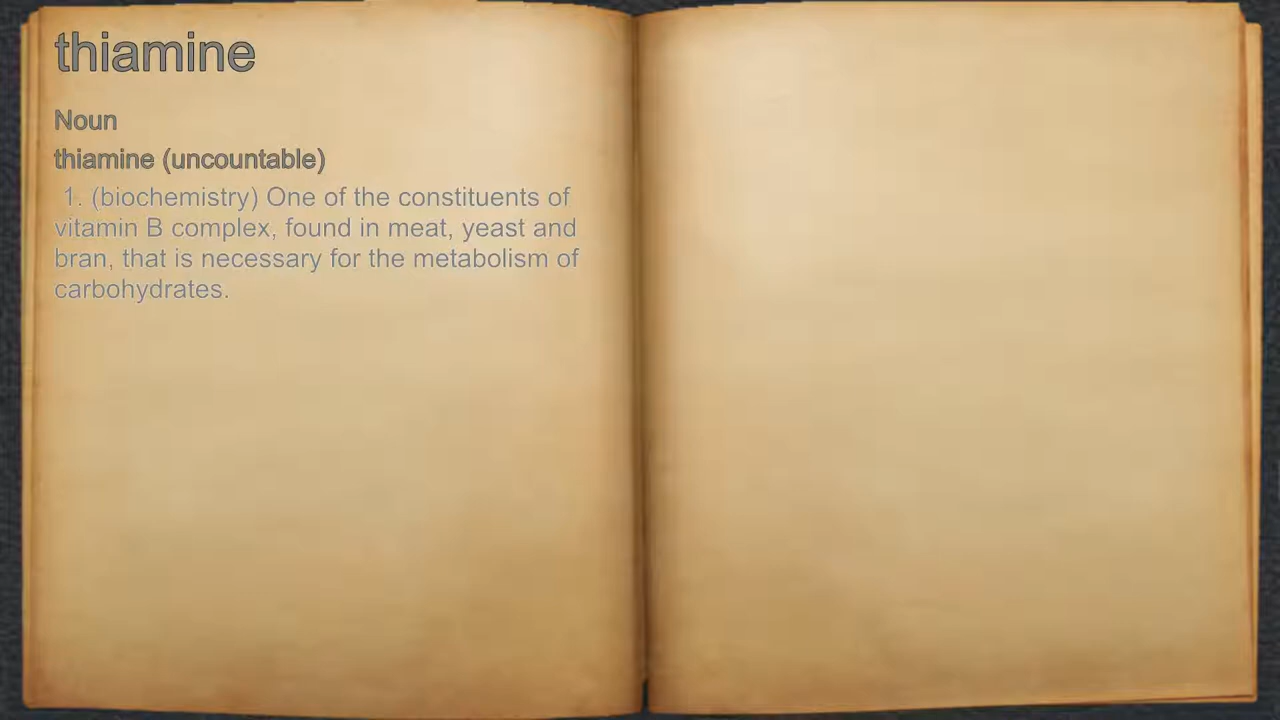 thiamine
Noun
thiamine (uncountable)
1. (biochemistry) One of the constituents of
vitamin B complex, found in meat, yeast and
bran, that is necessary for the metabolism of
carbohydrates.